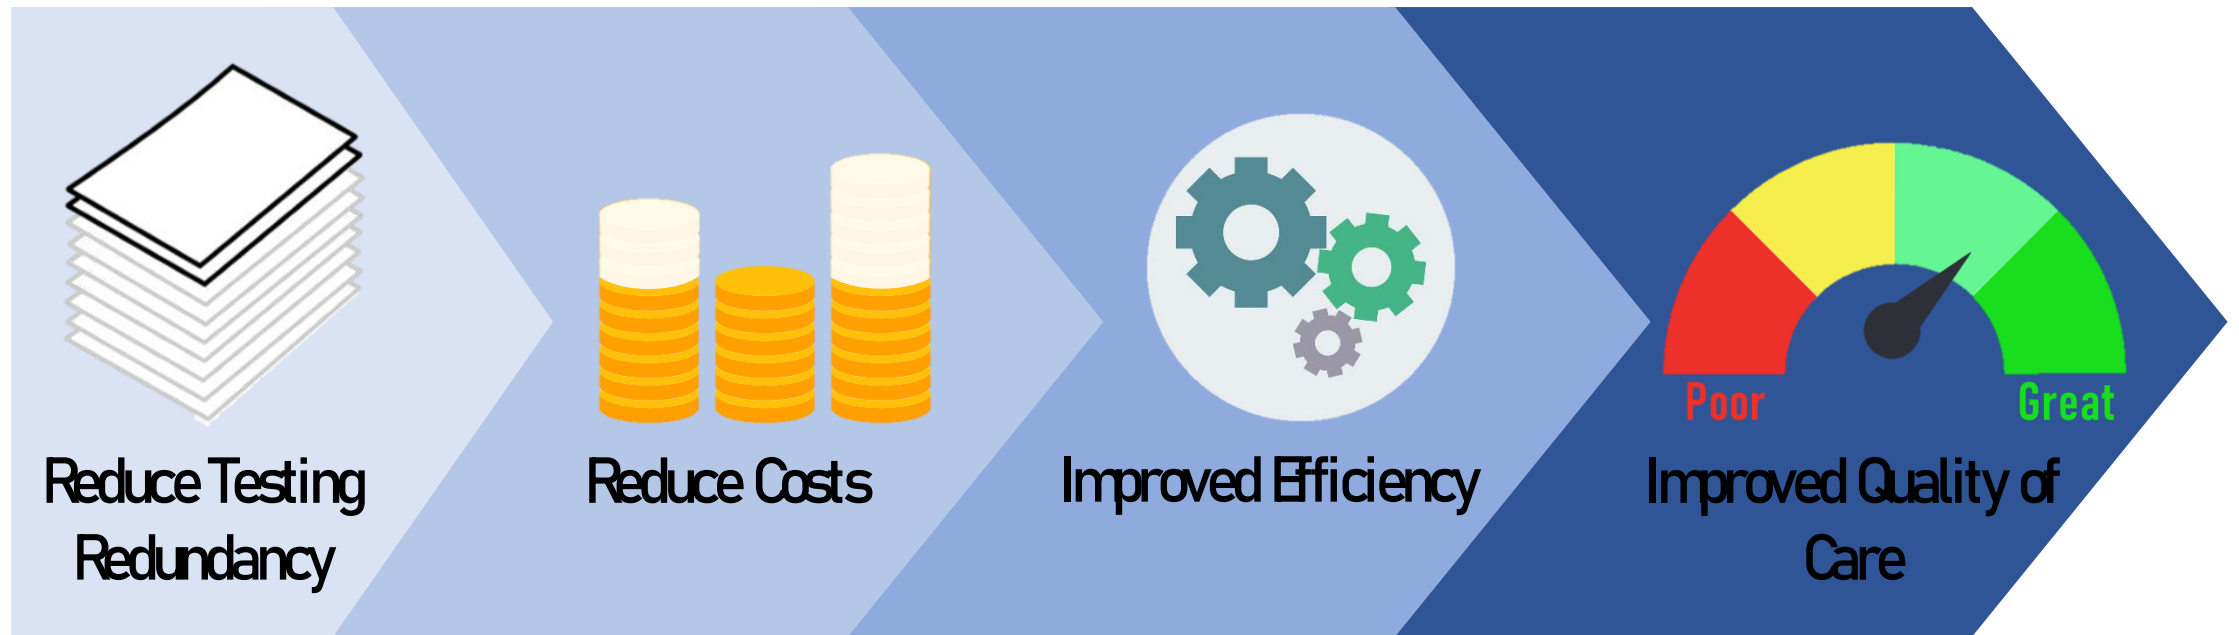 Reduce Testing
Redundancy
Reduce Costs
Improved Efficiency
Poor
Great
Improved Quality of
Care